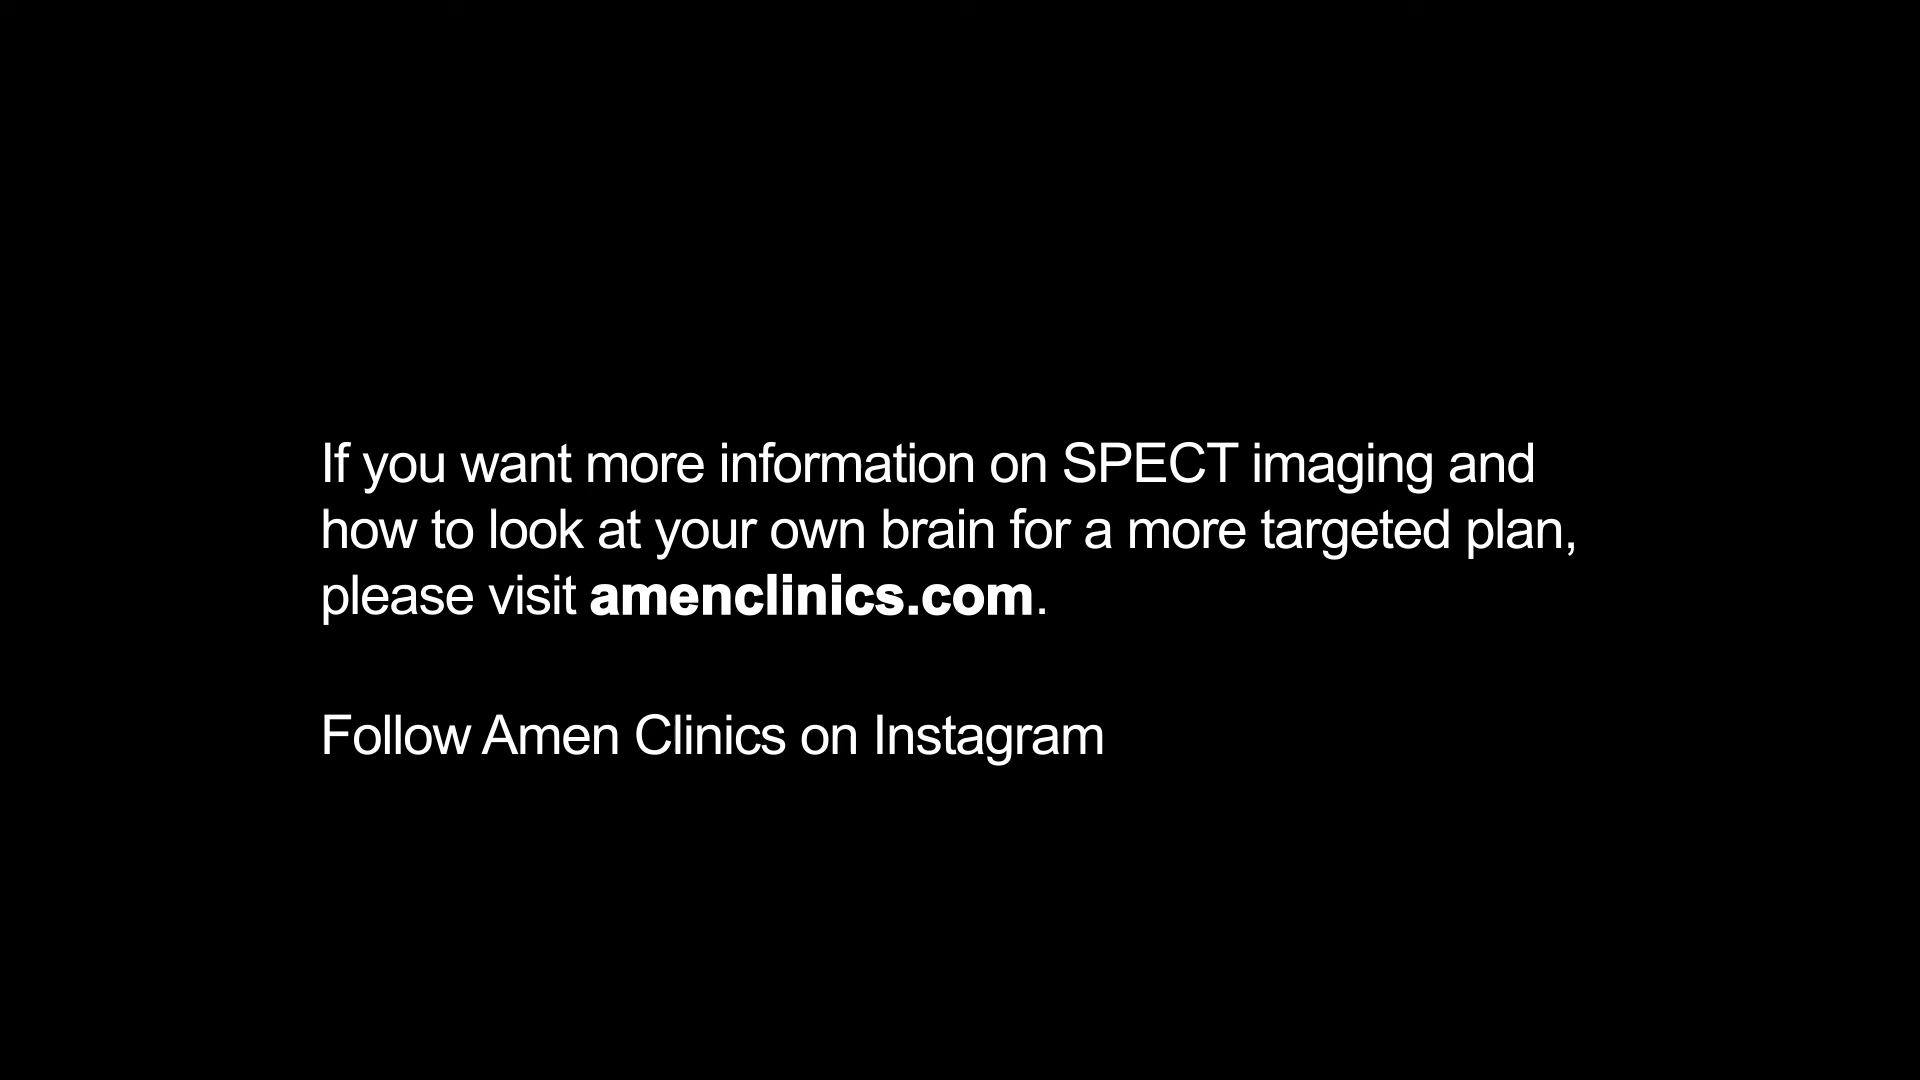 If you want more information on SPECT imaging and
how to look at your own brain for a more targeted plan,
please visit amenclinics.com.
Follow Amen Clinics on Instagram